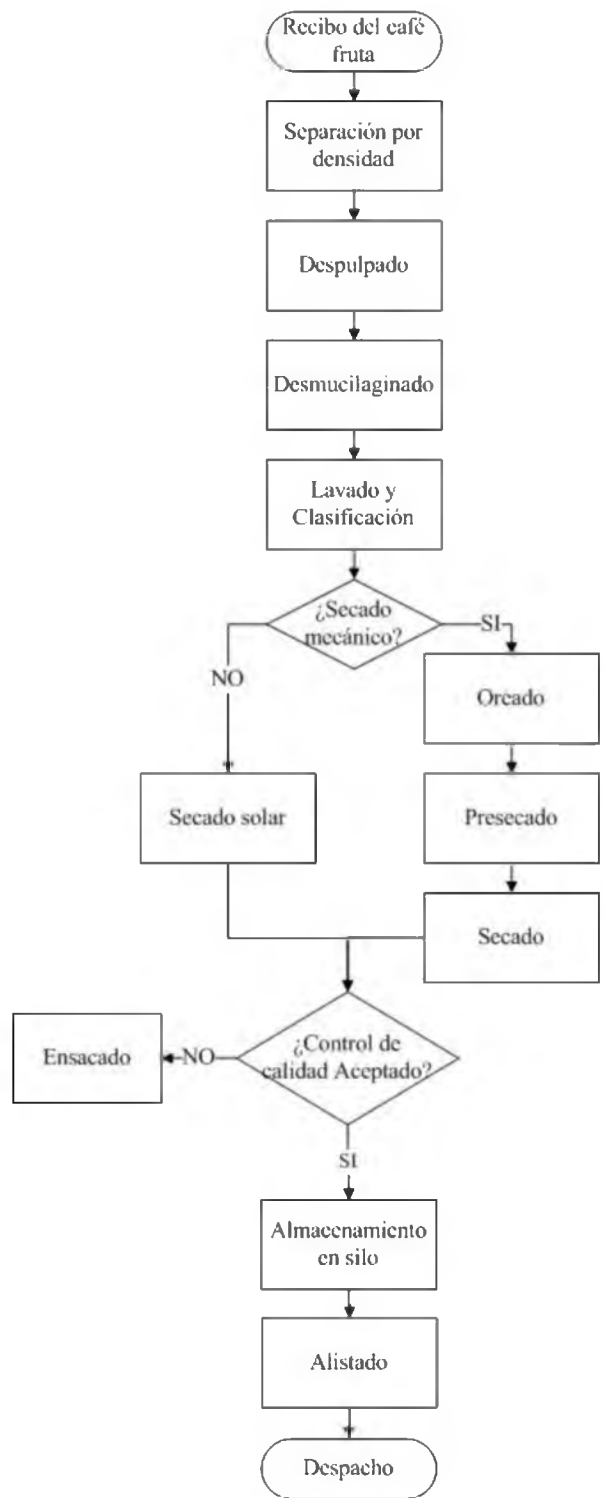 Recibo del café
fruta
Separación por
densidad
Despulpado
Desmucilaginado
Lavado y
Clasificación
¿Secado
mecánico?
SI
NO
Oreado
Secado solar
Presecado
Secado
Ensacado
NO
¿Control de
calidad Aceptado?
SI
Almacenamiento
en silo
Alistado
Despacho